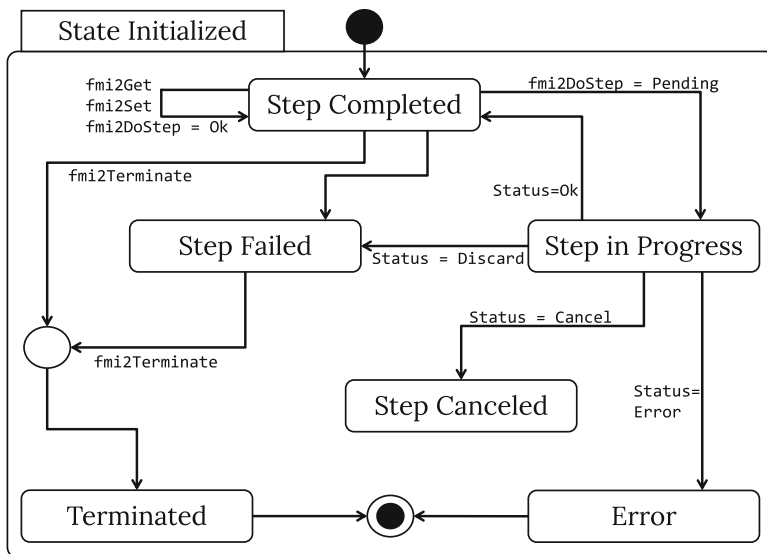 State Initialized
fmi2Get
fmi2Set
fmi2DoStep = Ok
Step Completed
fmi2DoStep = Pending
fmi2Terminate
Status=Ok
Step Failed
Step in Progress
Status = Discard
Status = Cancel
fmi2Terminate
Step Canceled
Status=
Error
Terminated
Error